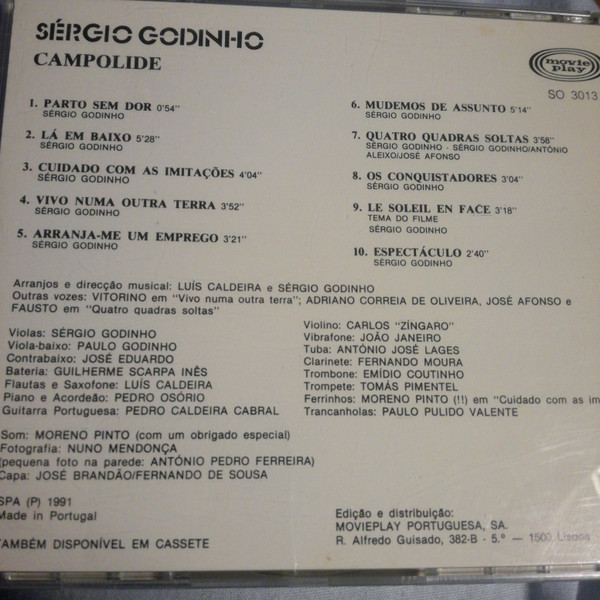 SÉRGIO GODINHO
CAMPOLIDE
movie
play
SO 3013
1. PARTO SEM DOR 0'54"
SÉRGIO GODINHO
2. LÁ EM BAIXO 5'28"
SÉRGIO GODINHO
3. CUIDADO COM AS IMITAÇÕES 4'04"
SÉRGIO GODINHO
4. VIVO NUMA OUTRA TERRA 3'52"
SÉRGIO GODINHO
5. ARRANJA-ME UM EMPREGO 3'21"
SÉRGIO GODINHO
6. MUDEMOS DE ASSUNTO 5'14"
SÉRGIO GODINHO
7. QUATRO QUADRAS SOLTAS 3'58"
SÉRGIO GODINHO - SÉRGIO GODINHO/ANTÓNIO
ALEIXO/JOSÉ AFONSO
8. OS CONQUISTADORES 3'04"
SÉRGIO GODINHO
9. LE SOLEIL EN FACE 3'18"
TEMA DO FILME
SÉRGIO GODINHO
10. ESPECTÁCULO 2'40"
SÉRGIO GODINHO
Arranjos e direcção musical: LUÍS CALDEIRA e SÉRGIO GODINHO
Outras vozes: VITORINO em "Vivo numa outra terra"; ADRIANO CORREIA DE OLIVEIRA, JOSÉ AFONSO e
FAUSTO em "Quatro quadras soltas"
Violas: SÉRGIO GODINHO
Viola-baixo: PAULO GODINHO
Contrabaixo: JOSÉ EDUARDO
Bateria: GUILHERME SCARPA INÊS
Flautas e Saxofone: LUÍS CALDEIRA
Piano e Acordeão: PEDRO OSÓRIO
Guitarra Portuguesa: PEDRO CALDEIRA CABRAL
Violino: CARLOS "ZÍNGARO"
Vibrafone: JOÃO JANEIRO
Tuba: ANTÓNIO JOSÉ LAGES
Clarinete: FERNANDO MOURA
Trombone: EMÍDIO COUTINHO
Trompete: TOMÁS PIMENTEL
Ferrinhos: MORENO PINTO (!!) em "Cuidado com as im
Trancanholas: PAULO PULIDO VALENTE
Som: MORENO PINTO (com um obrigado especial)
Fotografia: NUNO MENDONÇA
(pequena foto na parede: ANTÓNIO PEDRO FERREIRA)
Capa: JOSÉ BRANDÃO/FERNANDO DE SOUSA
SPA (P) 1991
Made in Portugal
TAMBÉM DISPONÍVEL EM CASSETE
Edição e distribuição:
MOVIEPLAY PORTUGUESA, SA.
R. Alfredo Guisado, 382-B - 5.º — 1500 Lisboa